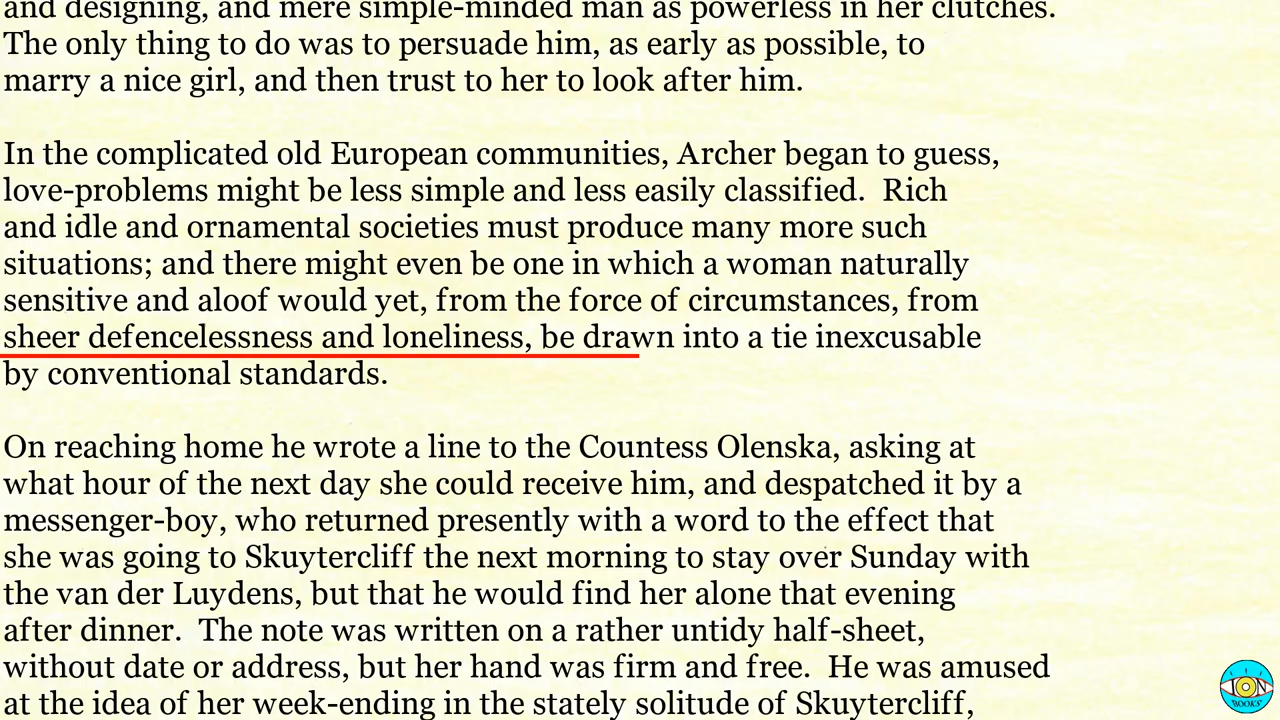 and designing, and mere simple-minded man as powerless in her clutches.
The only thing to do was to persuade him, as early as possible, to
marry a nice girl, and then trust to her to look after him.
In the complicated old European communities, Archer began to guess,
love-problems might be less simple and less easily classified.  Rich
and idle and ornamental societies must produce many more such
situations; and there might even be one in which a woman naturally
sensitive and aloof would yet, from the force of circumstances, from
sheer defencelessness and loneliness, be drawn into a tie inexcusable
by conventional standards.
On reaching home he wrote a line to the Countess Olenska, asking at
what hour of the next day she could receive him, and despatched it by a
messenger-boy, who returned presently with a word to the effect that
she was going to Skuytercliff the next morning to stay over Sunday with
the van der Luydens, but that he would find her alone that evening
after dinner.  The note was written on a rather untidy half-sheet,
without date or address, but her hand was firm and free.  He was amused
at the idea of her week-ending in the stately solitude of Skuytercliff,
ION
BOOKS